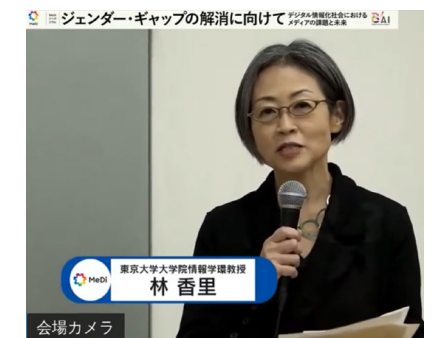 ジェンダー・ギャップの解消に向けて
デジタル情報化社会における
メディアの課題と未来
MeDi
東京大学大学院情報学環教授
林 香里
会場カメラ